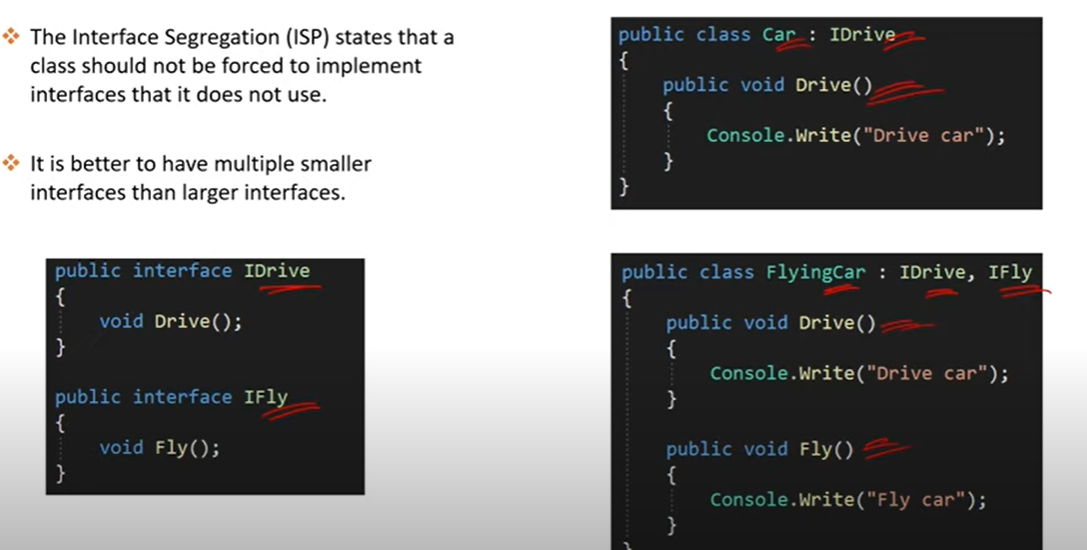 The Interface Segregation (ISP) states that a
class should not be forced to implement
interfaces that it does not use.
It is better to have multiple smaller
interfaces than larger interfaces.
public interface IDrive
{
void Drive();
}
public interface IFly
{
void Fly();
}
public class Car : IDrive
{
public void Drive()
{
Console.Write("Drive car");
}
}
public class FlyingCar : IDrive, IFly
{
public void Drive()
{
Console.Write("Drive car");
}
public void Fly()
{
Console.Write("Fly car");
}
}